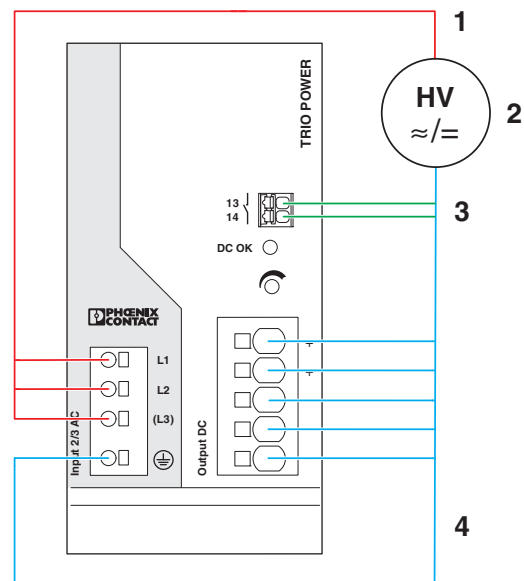 1
HV
≈/=
2
TRIO POWER
13
14
3
DC OK
PHŒNIX
CONTACT
L1
L2
(L3)
Input 2/3 AC
Output DC
+
+
4